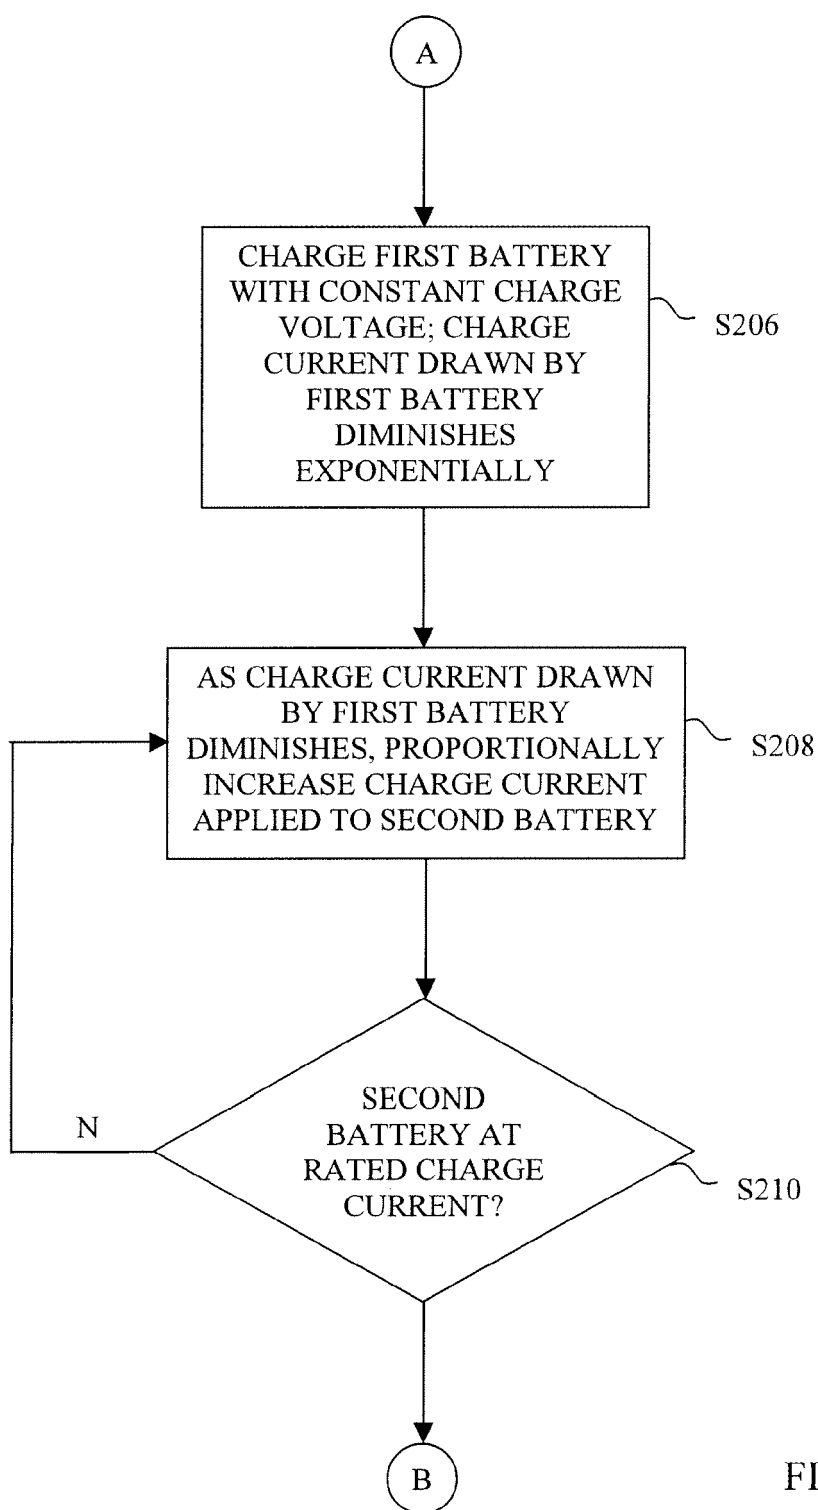 A
CHARGE FIRST BATTERY
WITH CONSTANT CHARGE
VOLTAGE; CHARGE
CURRENT DRAWN BY
FIRST BATTERY
DIMINISHES
EXPONENTIALLY
S206
AS CHARGE CURRENT DRAWN
BY FIRST BATTERY
DIMINISHES, PROPORTIONALLY
INCREASE CHARGE CURRENT
APPLIED TO SECOND BATTERY
S208
SECOND
BATTERY AT
RATED CHARGE
CURRENT?
N
S210
B
FI